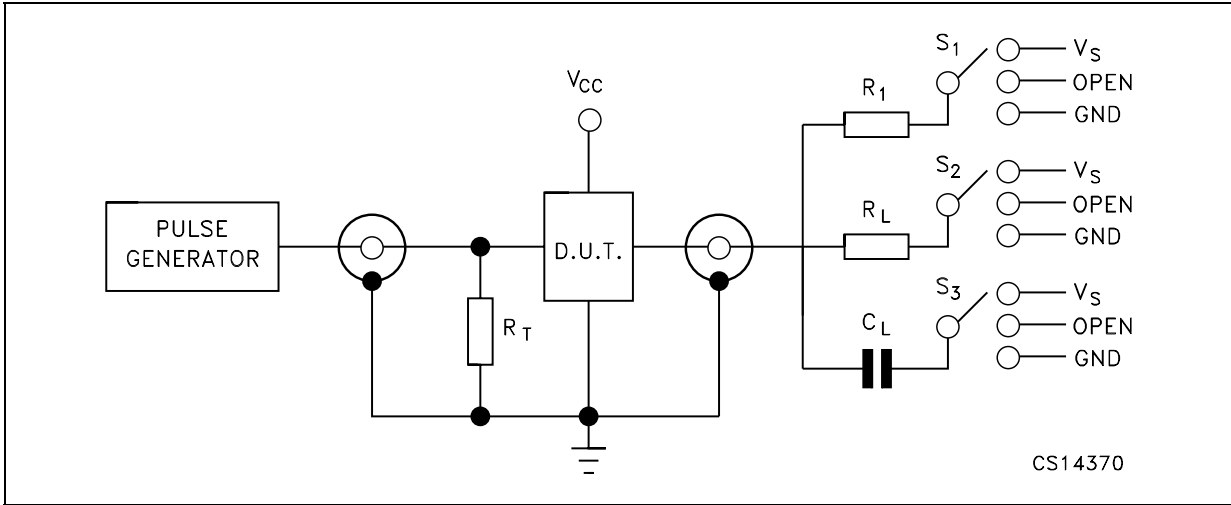 PULSE
GENERATOR
RT
VCC
D.U.T.
R1
S1
VS
OPEN
GND
RL
S2
VS
OPEN
GND
CL
S3
VS
OPEN
GND
CS14370